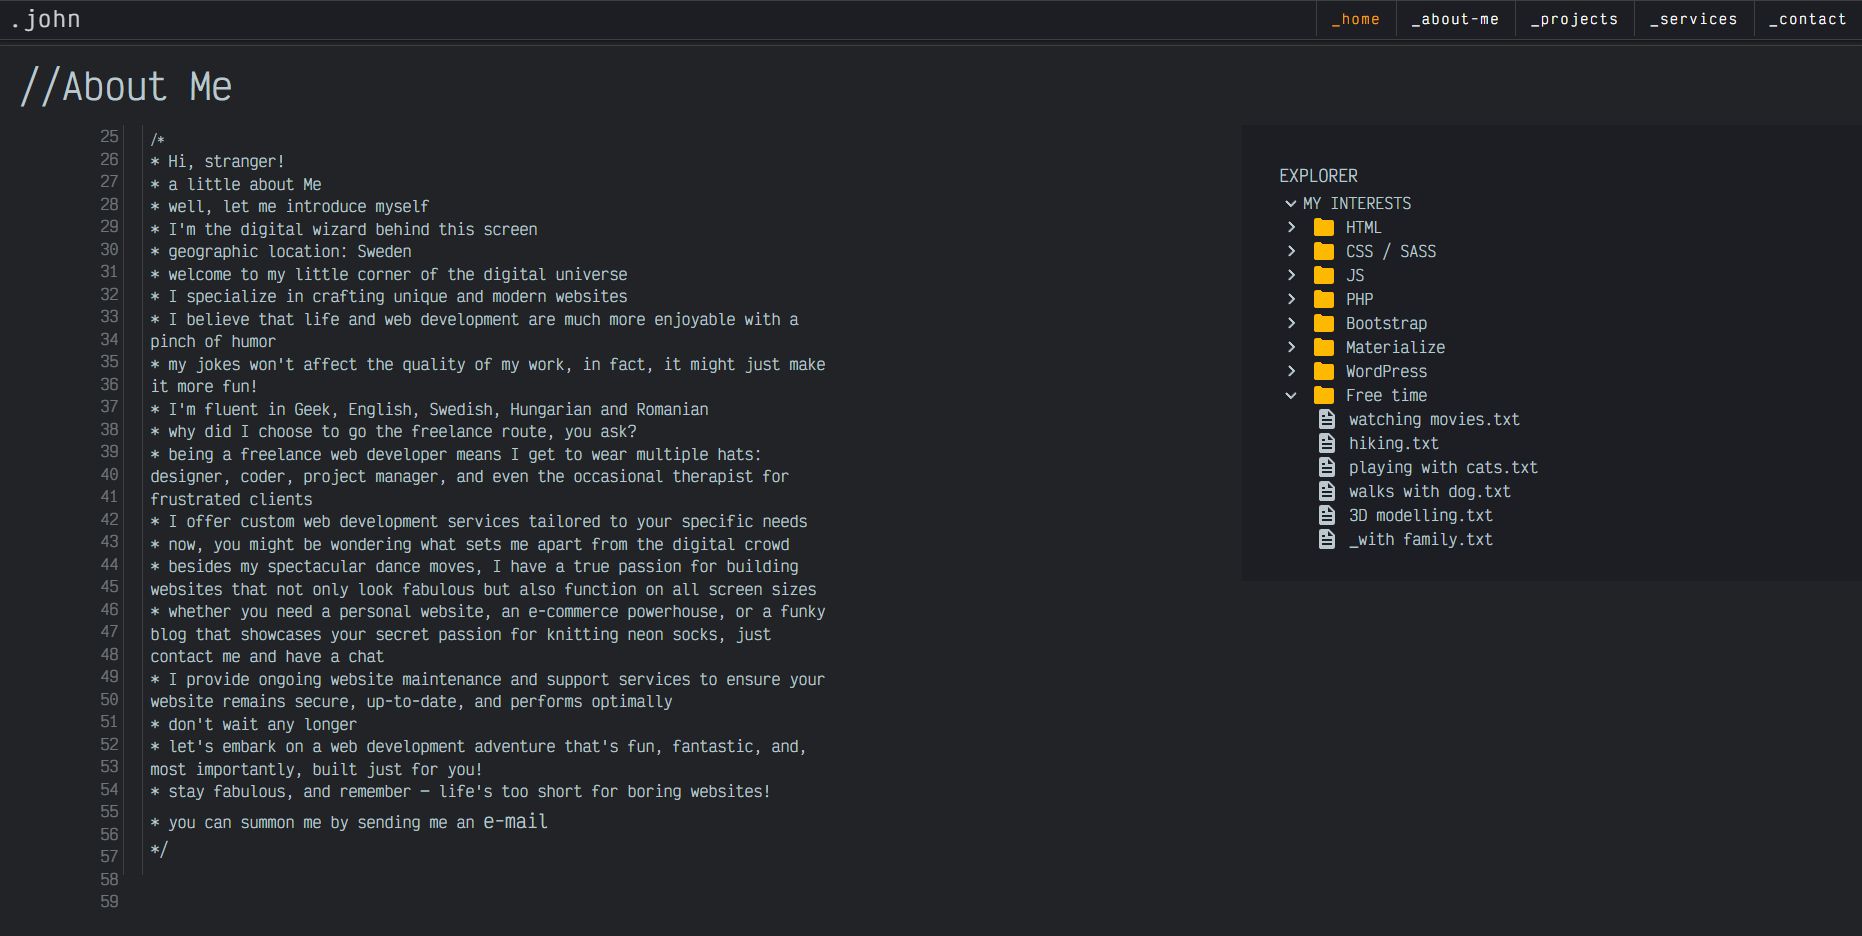 .john
_home
_about-me
_projects
_services
_contact
//About Me
25
26
27
28
29
30
31
32
33
34
35
36
37
38
39
40
41
42
43
44
45
46
47
48
49
50
51
52
53
54
55
56
57
58
59
/*
* Hi, stranger!
* a little about Me
* well, let me introduce myself
* I'm the digital wizard behind this screen
* geographic location: Sweden
* welcome to my little corner of the digital universe
* I specialize in crafting unique and modern websites
* I believe that life and web development are much more enjoyable with a
pinch of humor
* my jokes won't affect the quality of my work, in fact, it might just make
it more fun!
* I'm fluent in Geek, English, Swedish, Hungarian and Romanian
* why did I choose to go the freelance route, you ask?
* being a freelance web developer means I get to wear multiple hats:
designer, coder, project manager, and even the occasional therapist for
frustrated clients
* I offer custom web development services tailored to your specific needs
* now, you might be wondering what sets me apart from the digital crowd
* besides my spectacular dance moves, I have a true passion for building
websites that not only look fabulous but also function on all screen sizes
* whether you need a personal website, an e-commerce powerhouse, or a funky
blog that showcases your secret passion for knitting neon socks, just
contact me and have a chat
* I provide ongoing website maintenance and support services to ensure your
website remains secure, up-to-date, and performs optimally
* don't wait any longer
* let's embark on a web development adventure that's fun, fantastic, and,
most importantly, built just for you!
* stay fabulous, and remember – life's too short for boring websites!
* you can summon me by sending me an e-mail
*/
EXPLORER
MY INTERESTS
HTML
CSS / SASS
JS
PHP
Bootstrap
Materialize
WordPress
Free time
watching movies.txt
hiking.txt
playing with cats.txt
walks with dog.txt
3D modelling.txt
_with family.txt